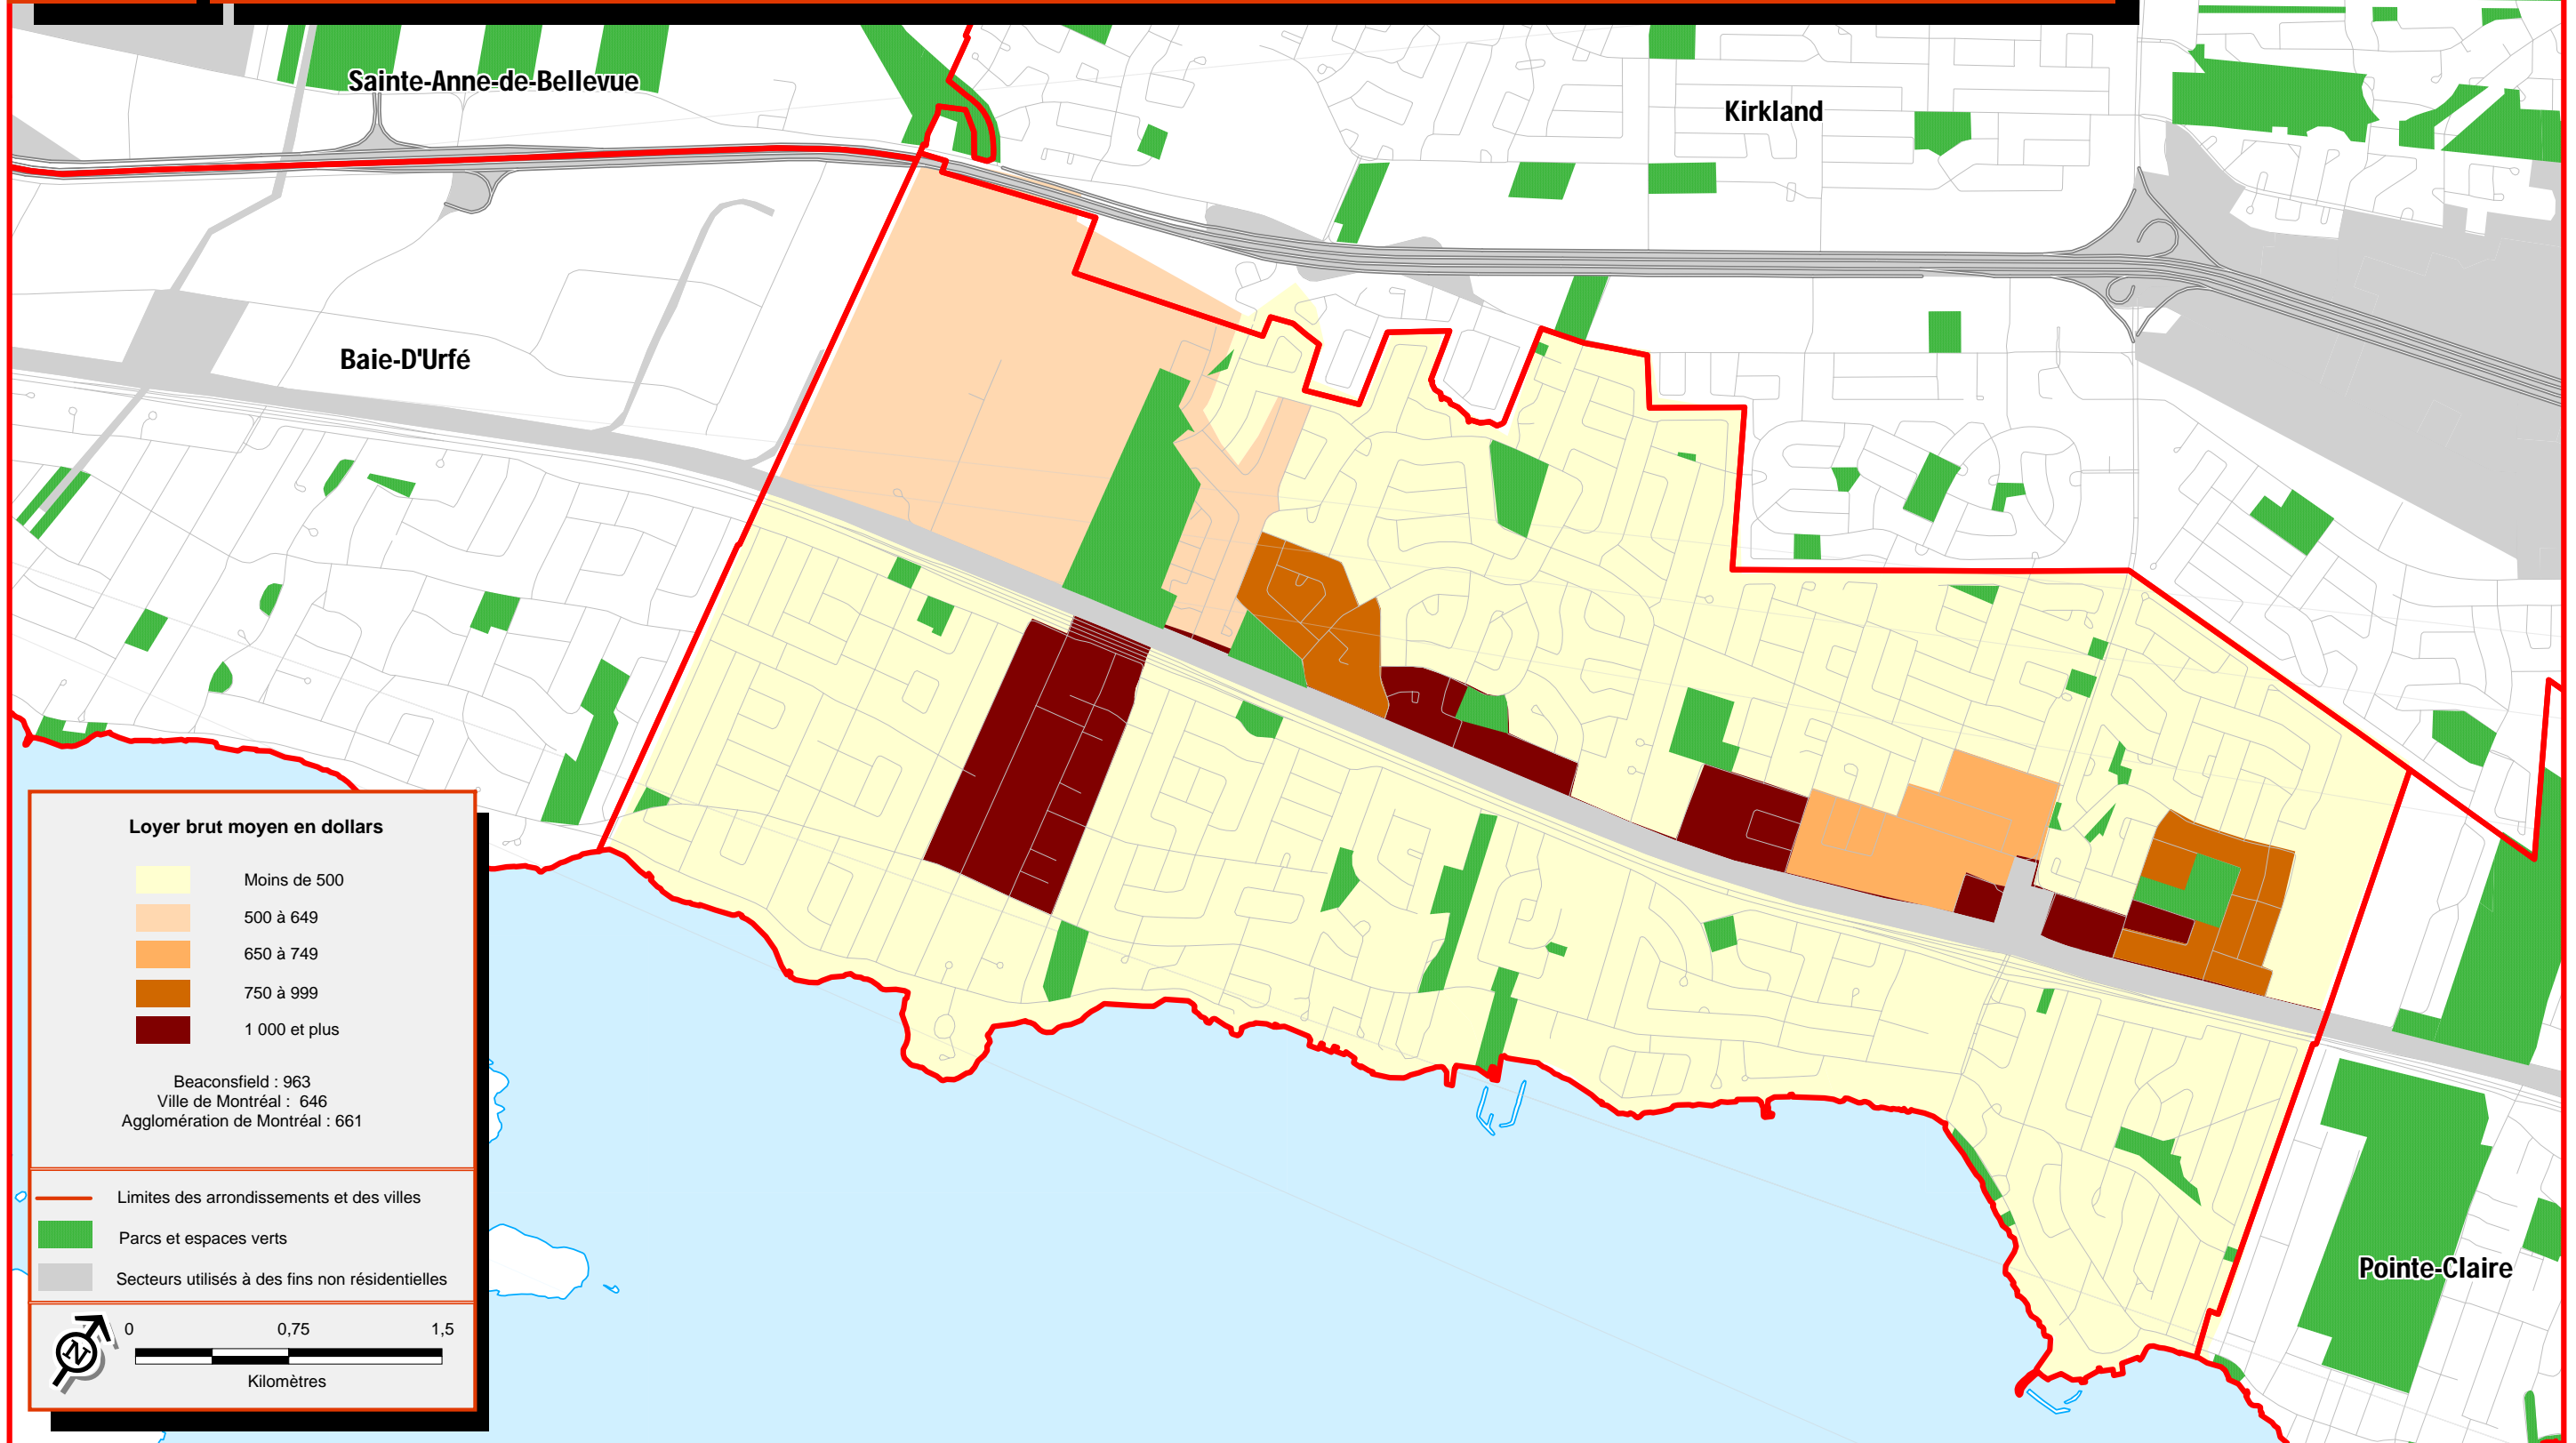 Sainte-Anne-de-Bellevue
Kirkland
Baie-D'Urfé
Pointe-Claire
Loyer brut moyen en dollars
Moins de 500
500 à 649
650 à 749
750 à 999
1 000 et plus
Beaconsfield : 963
Ville de Montréal : 646
Agglomération de Montréal : 661
Limites des arrondissements et des villes
Parcs et espaces verts
Secteurs utilisés à des fins non résidentielles
N
0 0,75 1,5
Kilomètres